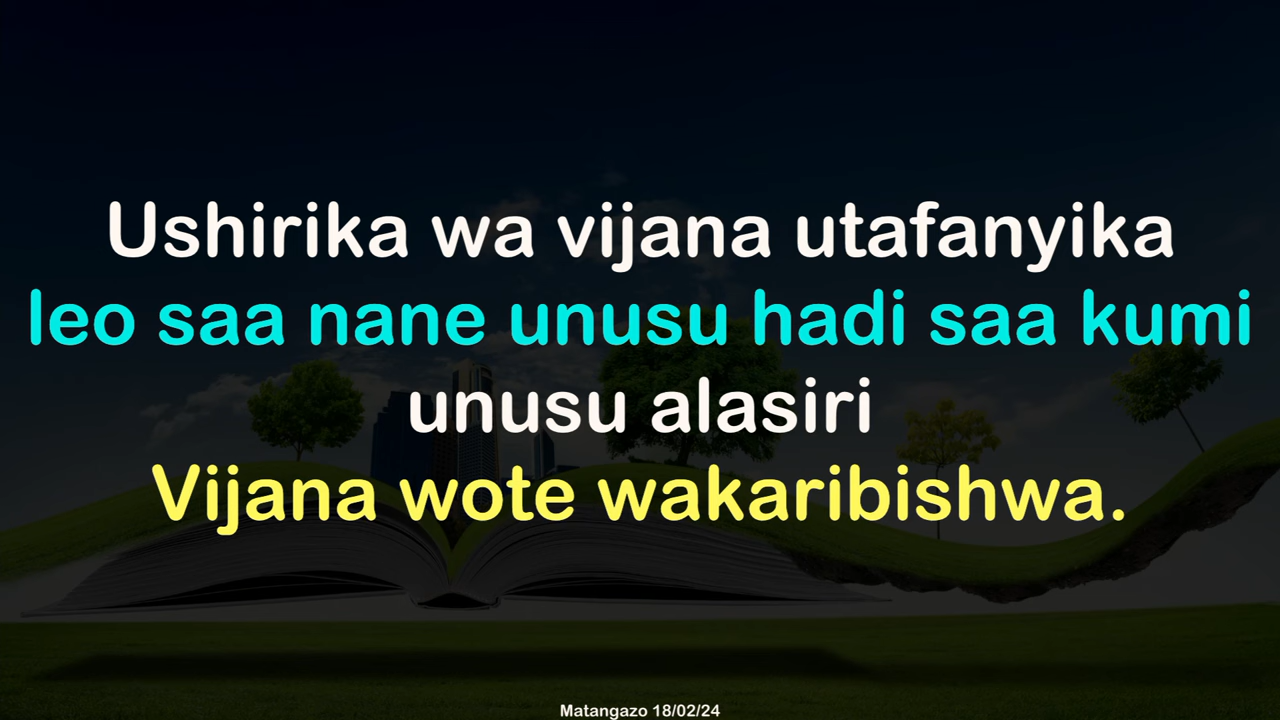 Ushirika wa vijana utafanyika
leo saa nane unusu hadi saa kumi
unusu alasiri
Vijana wote wakaribishwa.
Matangazo 18/02/24